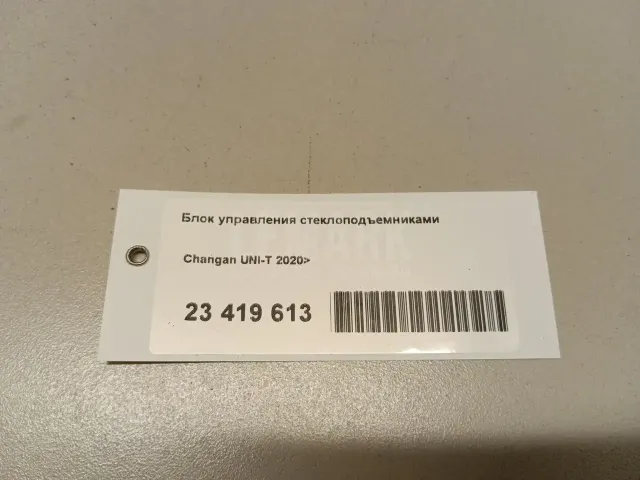 Блок управления стеклоподъемниками
Changan UNI-T 2020>
23 419 613